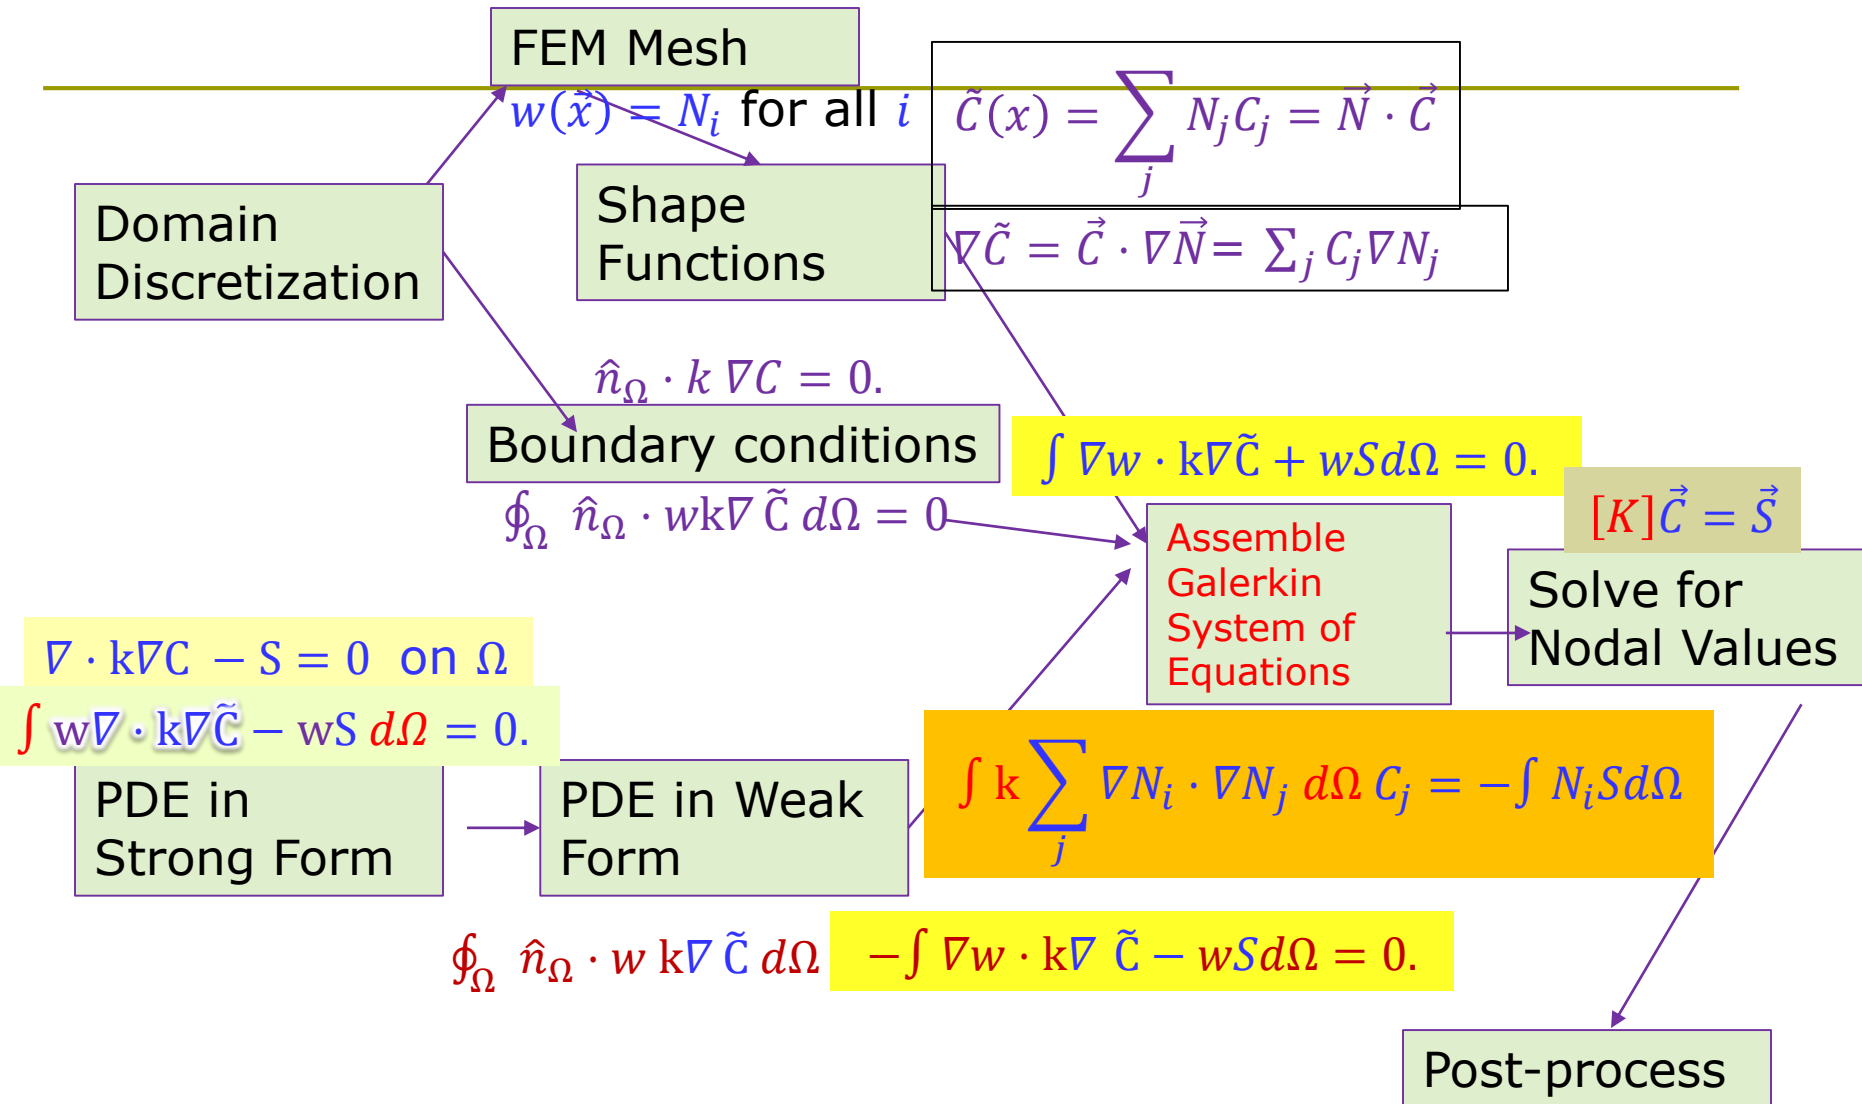 FEM Mesh
w(x⃗) = Nᵢ for all i
C̃(x) = ∑ⱼ NⱼCⱼ = N⃗ · C⃗
Domain
Discretization
Shape
Functions
∇C̃ = C⃗ · ∇N⃗ = ∑ⱼ Cⱼ∇Nⱼ
n̂_Ω · k ∇C = 0.
Boundary conditions
∫ ∇w · k∇C̃ + wSdΩ = 0.
∮_Ω n̂_Ω · wk∇ C̃ dΩ = 0
[K]C⃗ = S⃗
Assemble
Galerkin
System of
Equations
Solve for
Nodal Values
∇ · k∇C − S = 0 on Ω
∫ w∇ · k∇C̃ − wS dΩ = 0.
PDE in
Strong Form
PDE in Weak
Form
∫ k ∑ⱼ ∇Nᵢ · ∇Nⱼ dΩ Cⱼ = −∫ NᵢSdΩ
∮_Ω n̂_Ω · w k∇ C̃ dΩ −∫ ∇w · k∇ C̃ − wSdΩ = 0.
Post-process